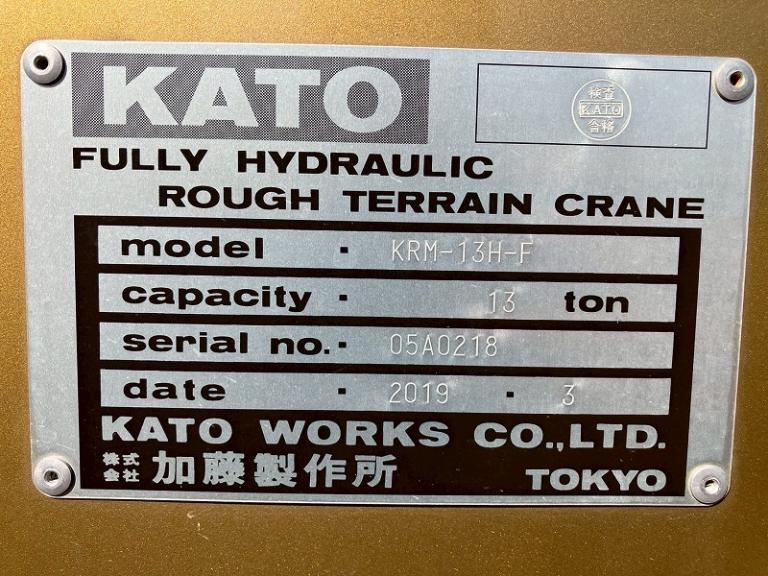 KATO
検査
KATO
合格
FULLY HYDRAULIC
ROUGH TERRAIN CRANE
model · KRM-13H-F
capacity · 13 ton
serial no. · 05A0218
date · 2019 · 3
KATO WORKS CO.,LTD.
株式会社 加藤製作所 TOKYO